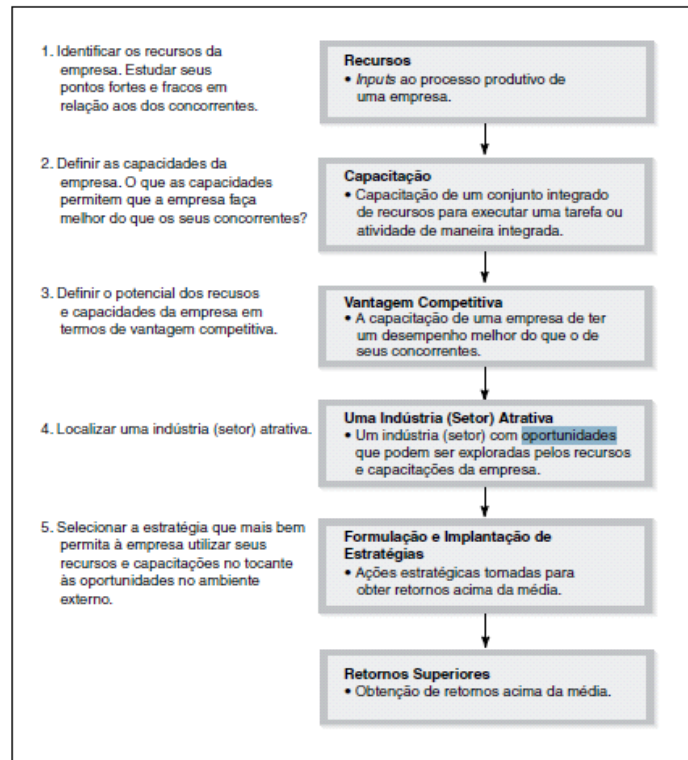 1. Identificar os recursos da
empresa. Estudar seus
pontos fortes e fracos em
relação aos dos concorrentes.
Recursos
• Inputs ao processo produtivo de
uma empresa.
2. Definir as capacidades da
empresa. O que as capacidades
permitem que a empresa faça
melhor do que os seus concorrentes?
Capacitação
• Capacitação de um conjunto integrado
de recursos para executar uma tarefa ou
atividade de maneira integrada.
3. Definir o potencial dos recusos
e capacidades da empresa em
termos de vantagem competitiva.
Vantagem Competitiva
• A capacitação de uma empresa de ter
um desempenho melhor do que o de
seus concorrentes.
4. Localizar uma indústria (setor) atrativa.
Uma Indústria (Setor) Atrativa
• Um indústria (setor) com oportunidades
que podem ser exploradas pelos recursos
e capacitações da empresa.
5. Selecionar a estratégia que mais bem
permita à empresa utilizar seus
recursos e capacitações no tocante
às oportunidades no ambiente
externo.
Formulação e Implantação de
Estratégias
• Ações estratégicas tomadas para
obter retornos acima da média.
Retornos Superiores
• Obtenção de retornos acima da média.